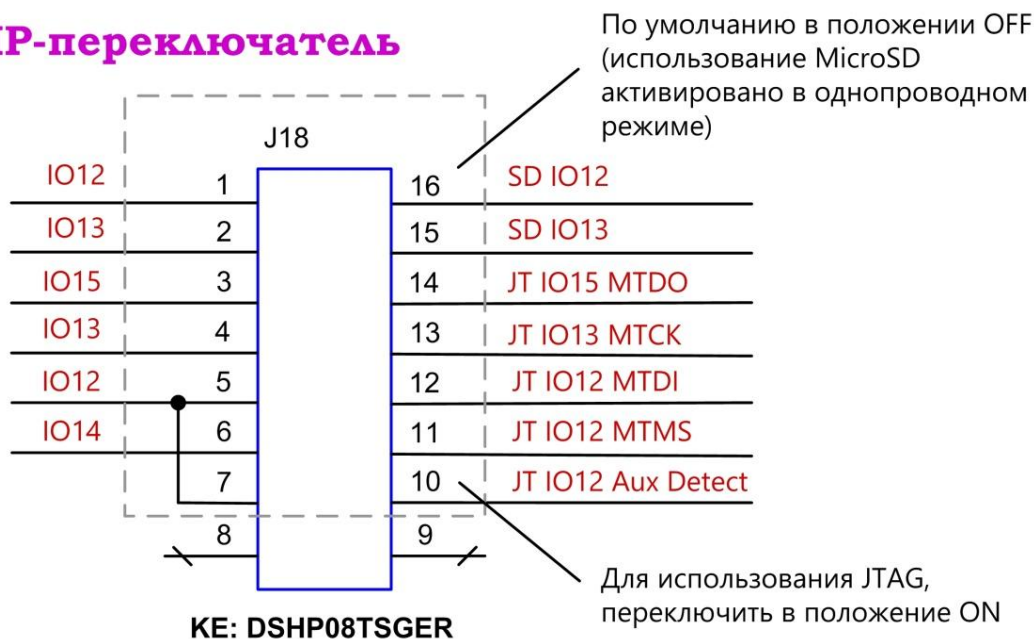 IP-переключатель
По умолчанию в положении OFF
(использование MicroSD
активировано в однопроводном
режиме)
J18
IO12 1 16 SD IO12
IO13 2 15 SD IO13
IO15 3 14 JT IO15 MTDO
IO13 4 13 JT IO13 MTCK
IO12 5 12 JT IO12 MTDI
IO14 6 11 JT IO12 MTMS
7 10 JT IO12 Aux Detect
8 9
Для использования JTAG,
переключить в положение ON
KE: DSHP08TSGER